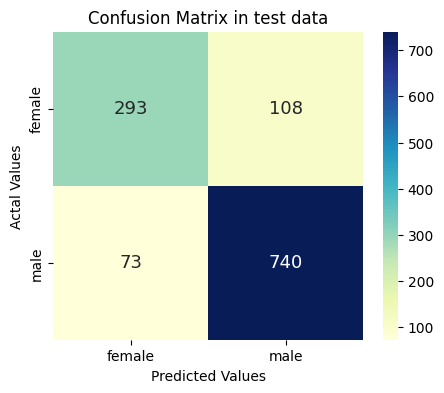 Confusion Matrix in test data
Actal Values
female
male
293
108
73
740
female
male
Predicted Values
700
600
500
400
300
200
100